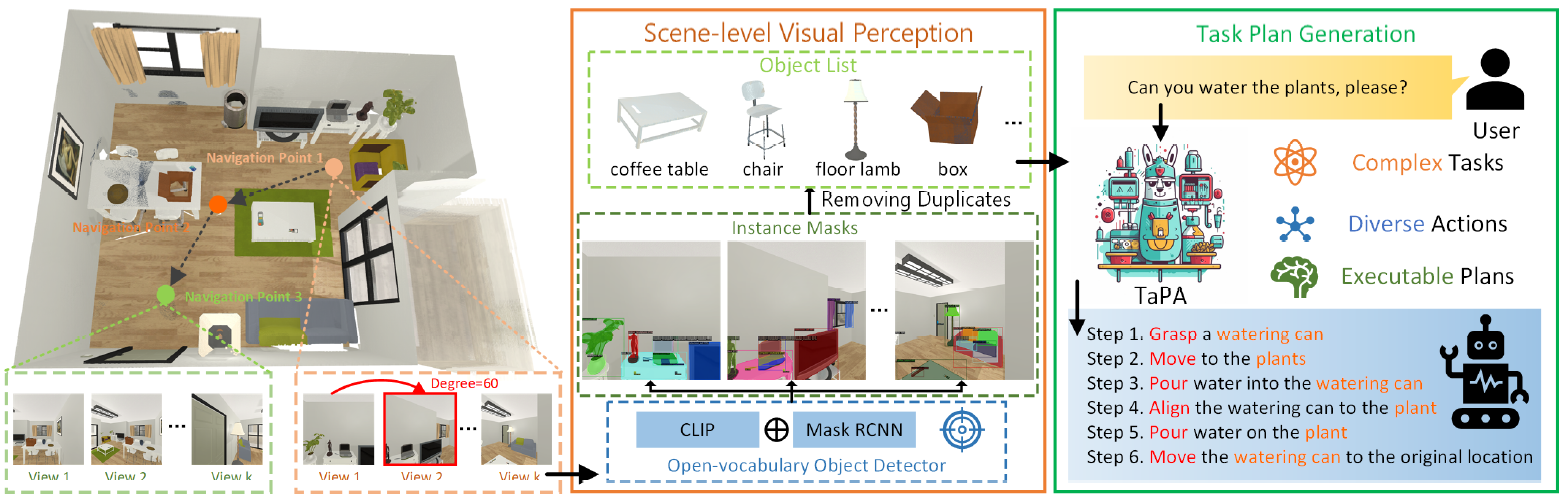 Navigation Point 1
Navigation Point 2
Navigation Point 3
Degree=60
View 1
View 2
...
View k
View 1
View 2
...
View k
Scene-level Visual Perception
Object List
coffee table
chair
floor lamb
box
...
Removing Duplicates
Instance Masks
...
CLIP
Mask RCNN
Open-vocabulary Object Detector
Task Plan Generation
Can you water the plants, please?
User
TaPA
Complex Tasks
Diverse Actions
Executable Plans
Step 1. Grasp a watering can
Step 2. Move to the plants
Step 3. Pour water into the watering can
Step 4. Align the watering can to the plant
Step 5. Pour water on the plant
Step 6. Move the watering can to the original location